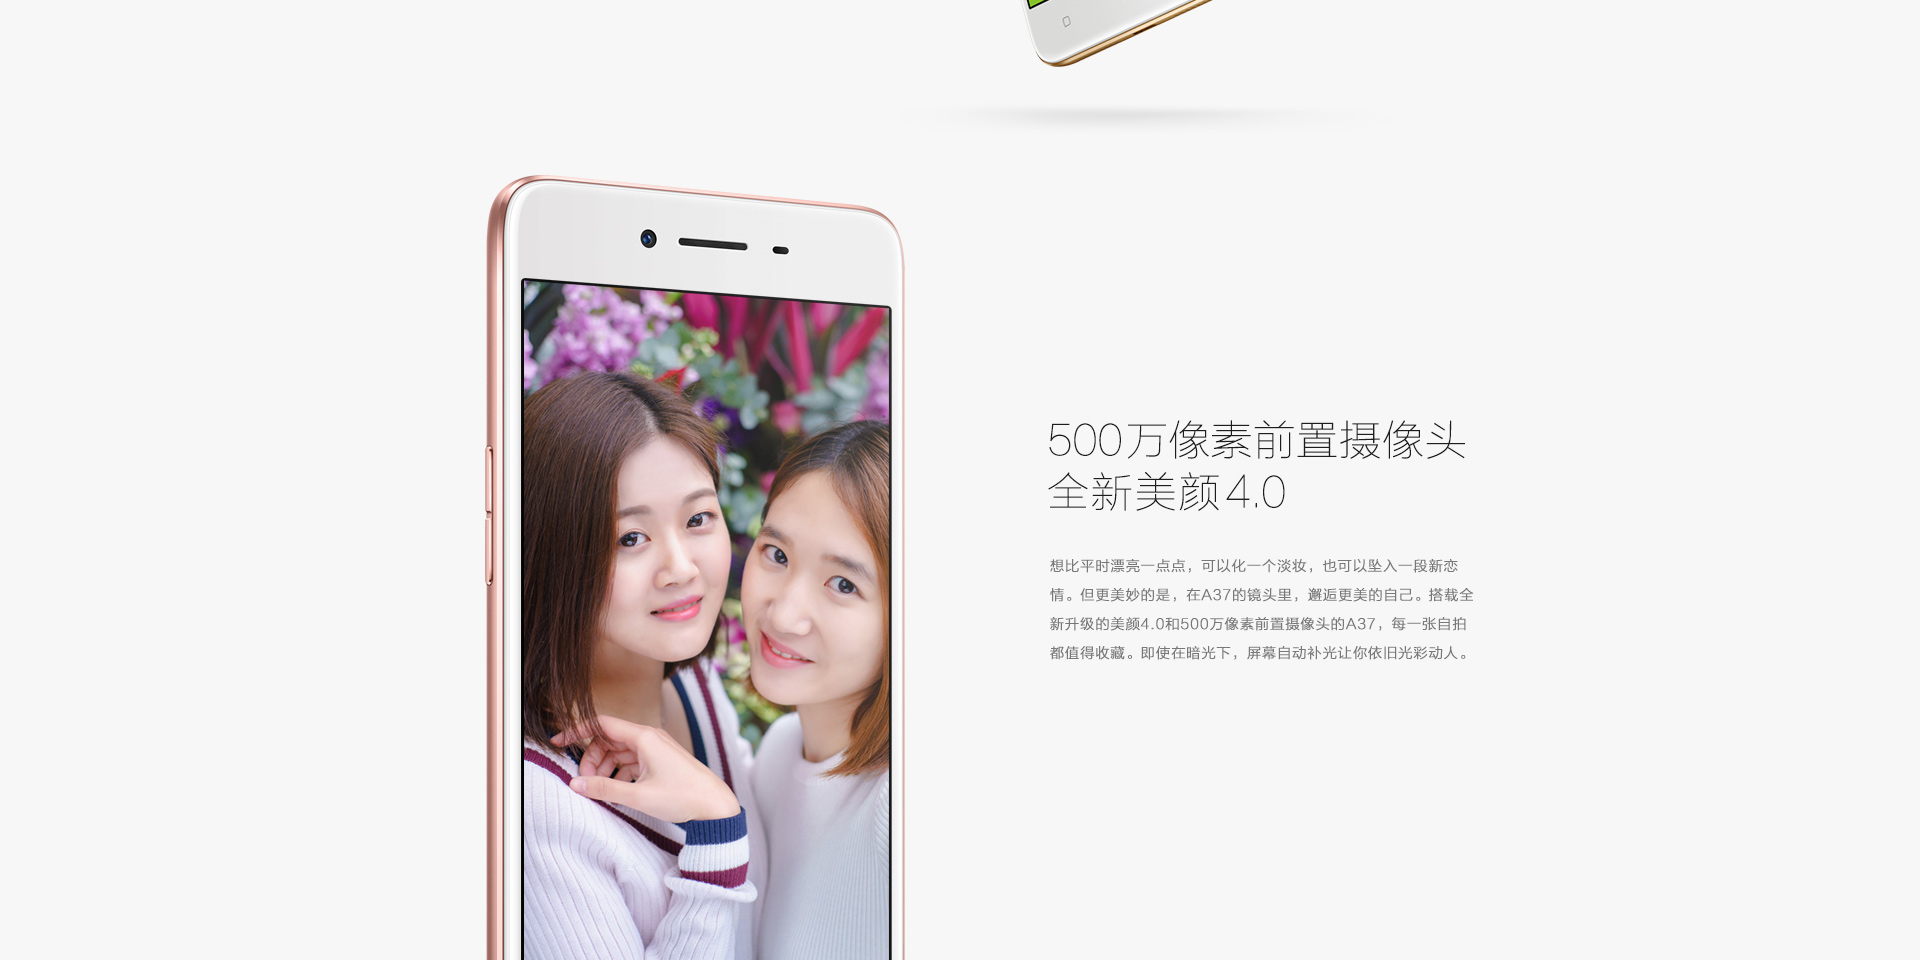 500万像素前置摄像头
全新美颜4.0
想比平时漂亮一点点，可以化一个淡妆，也可以坠入一段新恋
情。但更美妙的是，在A37的镜头里，邂逅更美的自己。搭载全
新升级的美颜4.0和500万像素前置摄像头的A37，每一张自拍
都值得收藏。即使在暗光下，屏幕自动补光让你依旧光彩动人。